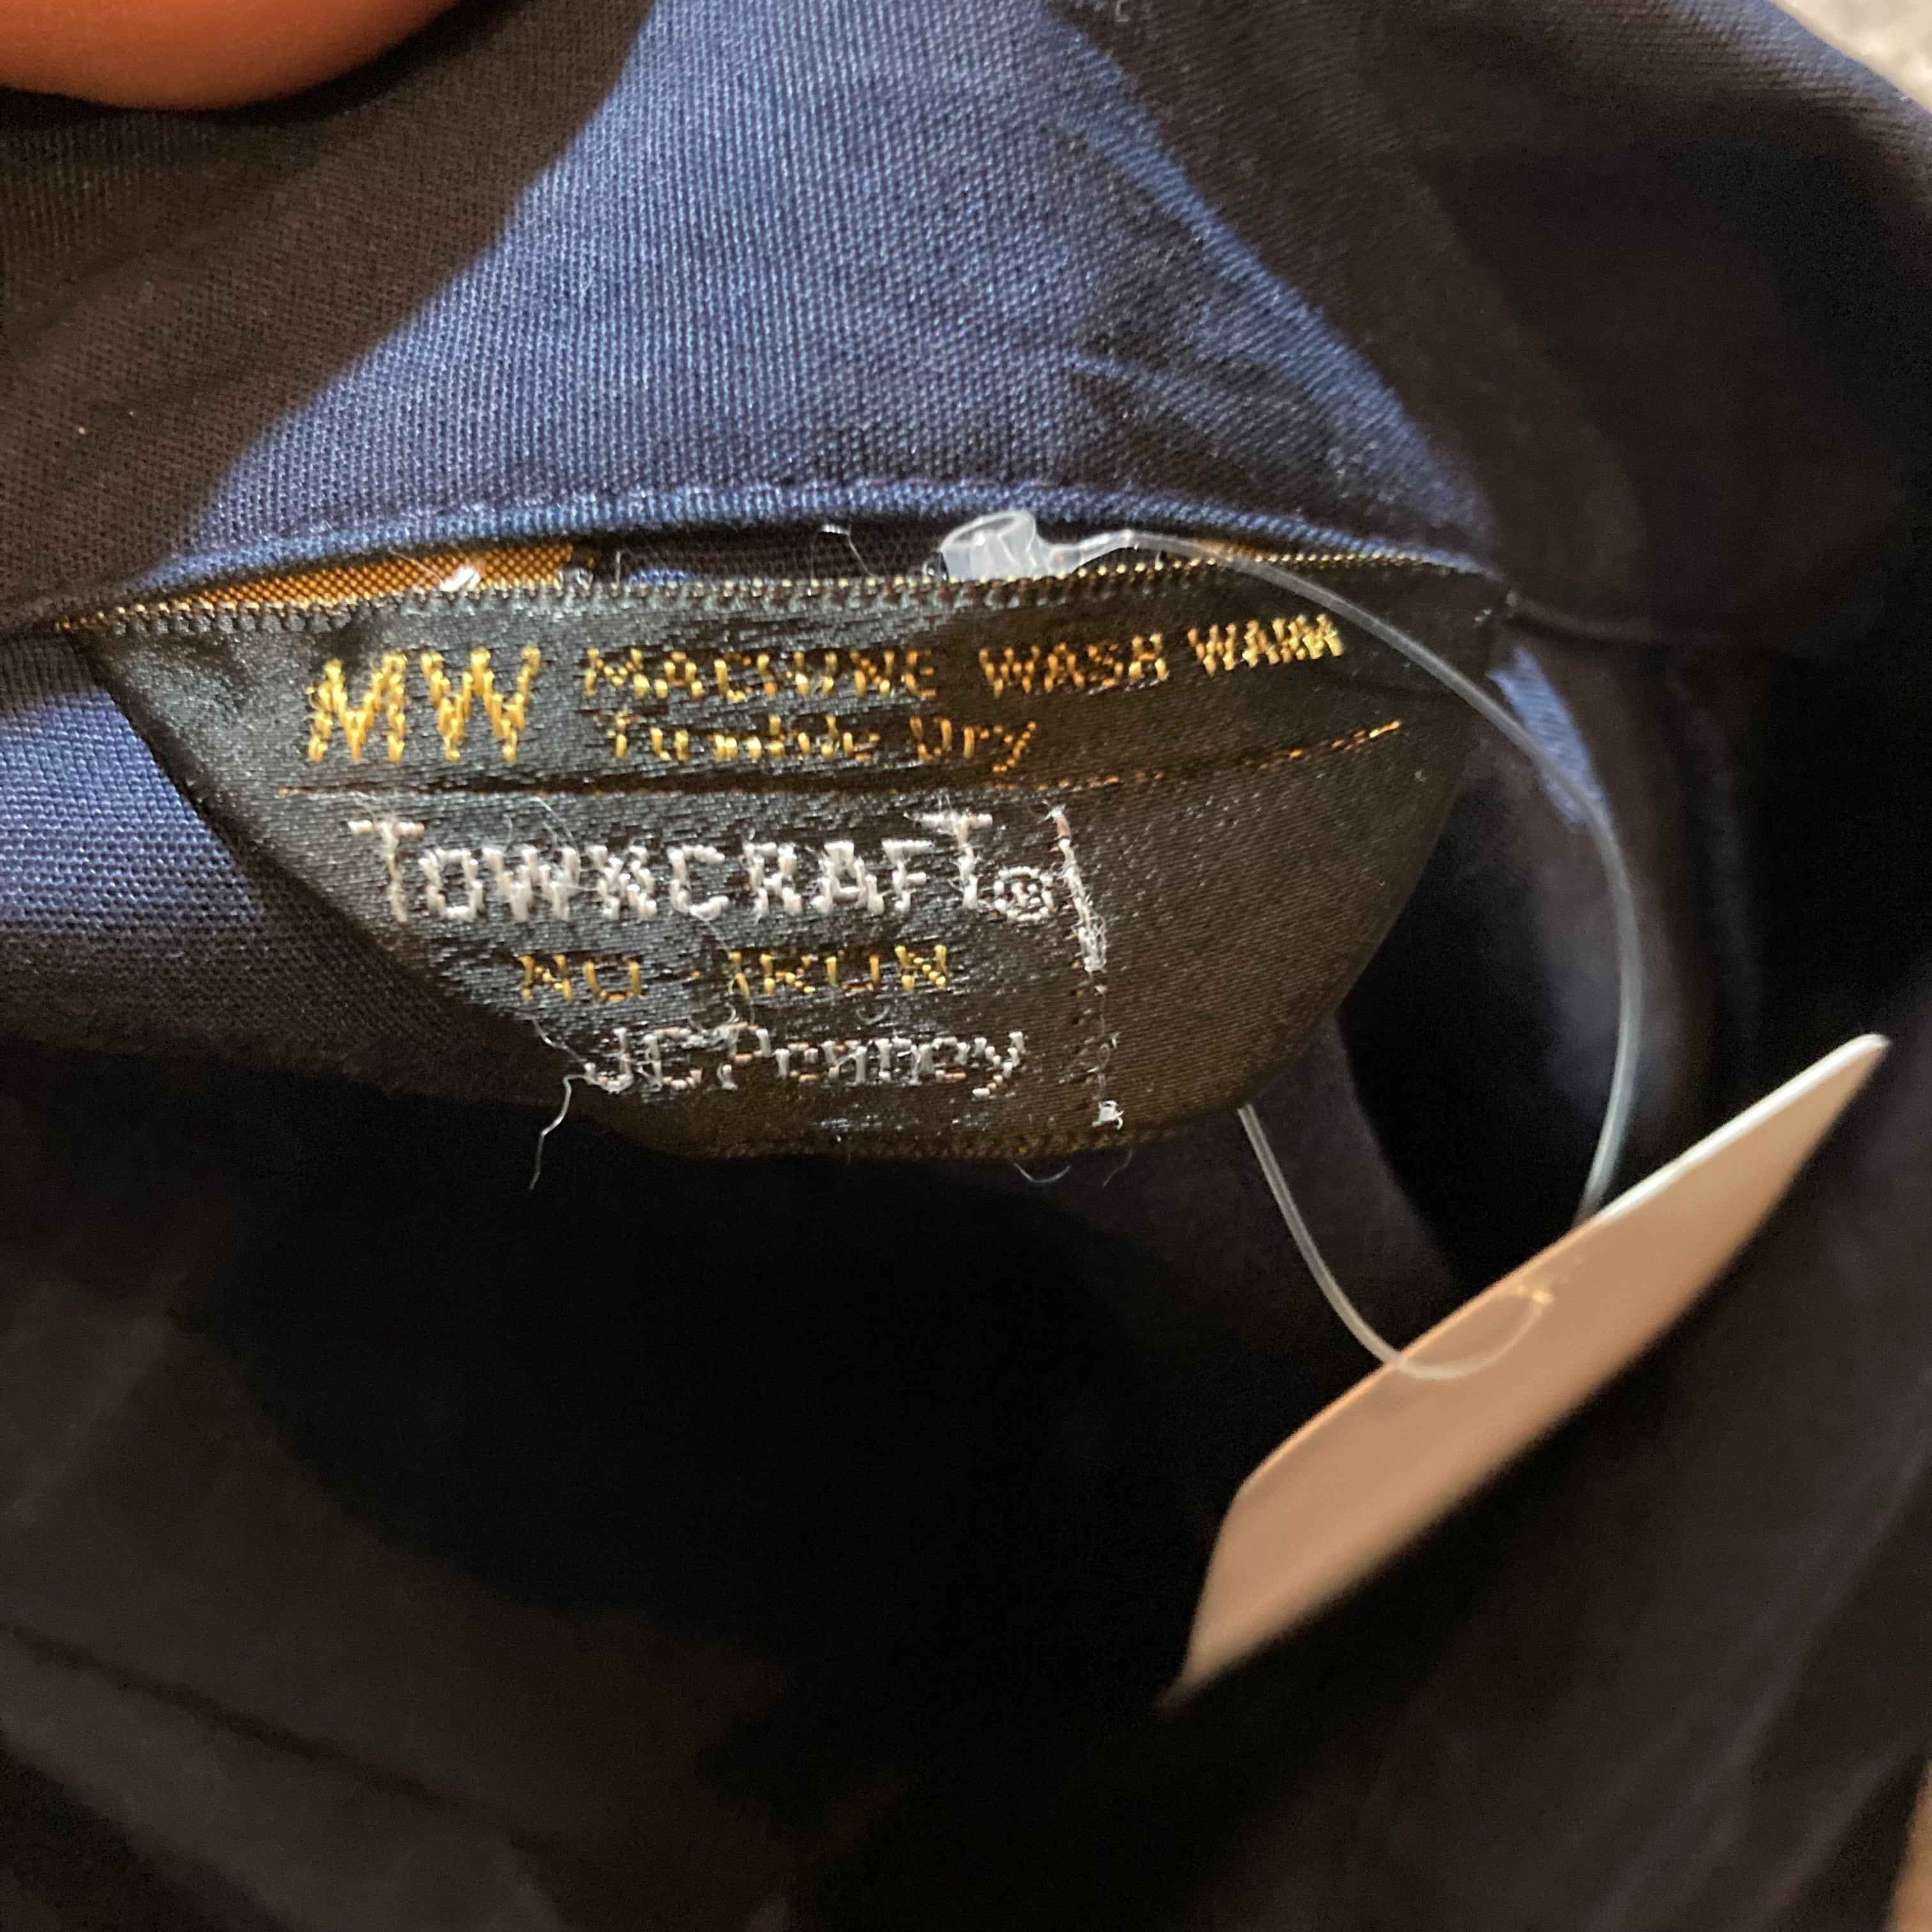 MW MACHINE WASH WARM
Tumble Dry
TOWNCRAFT®
NO-IRON
JCPenney